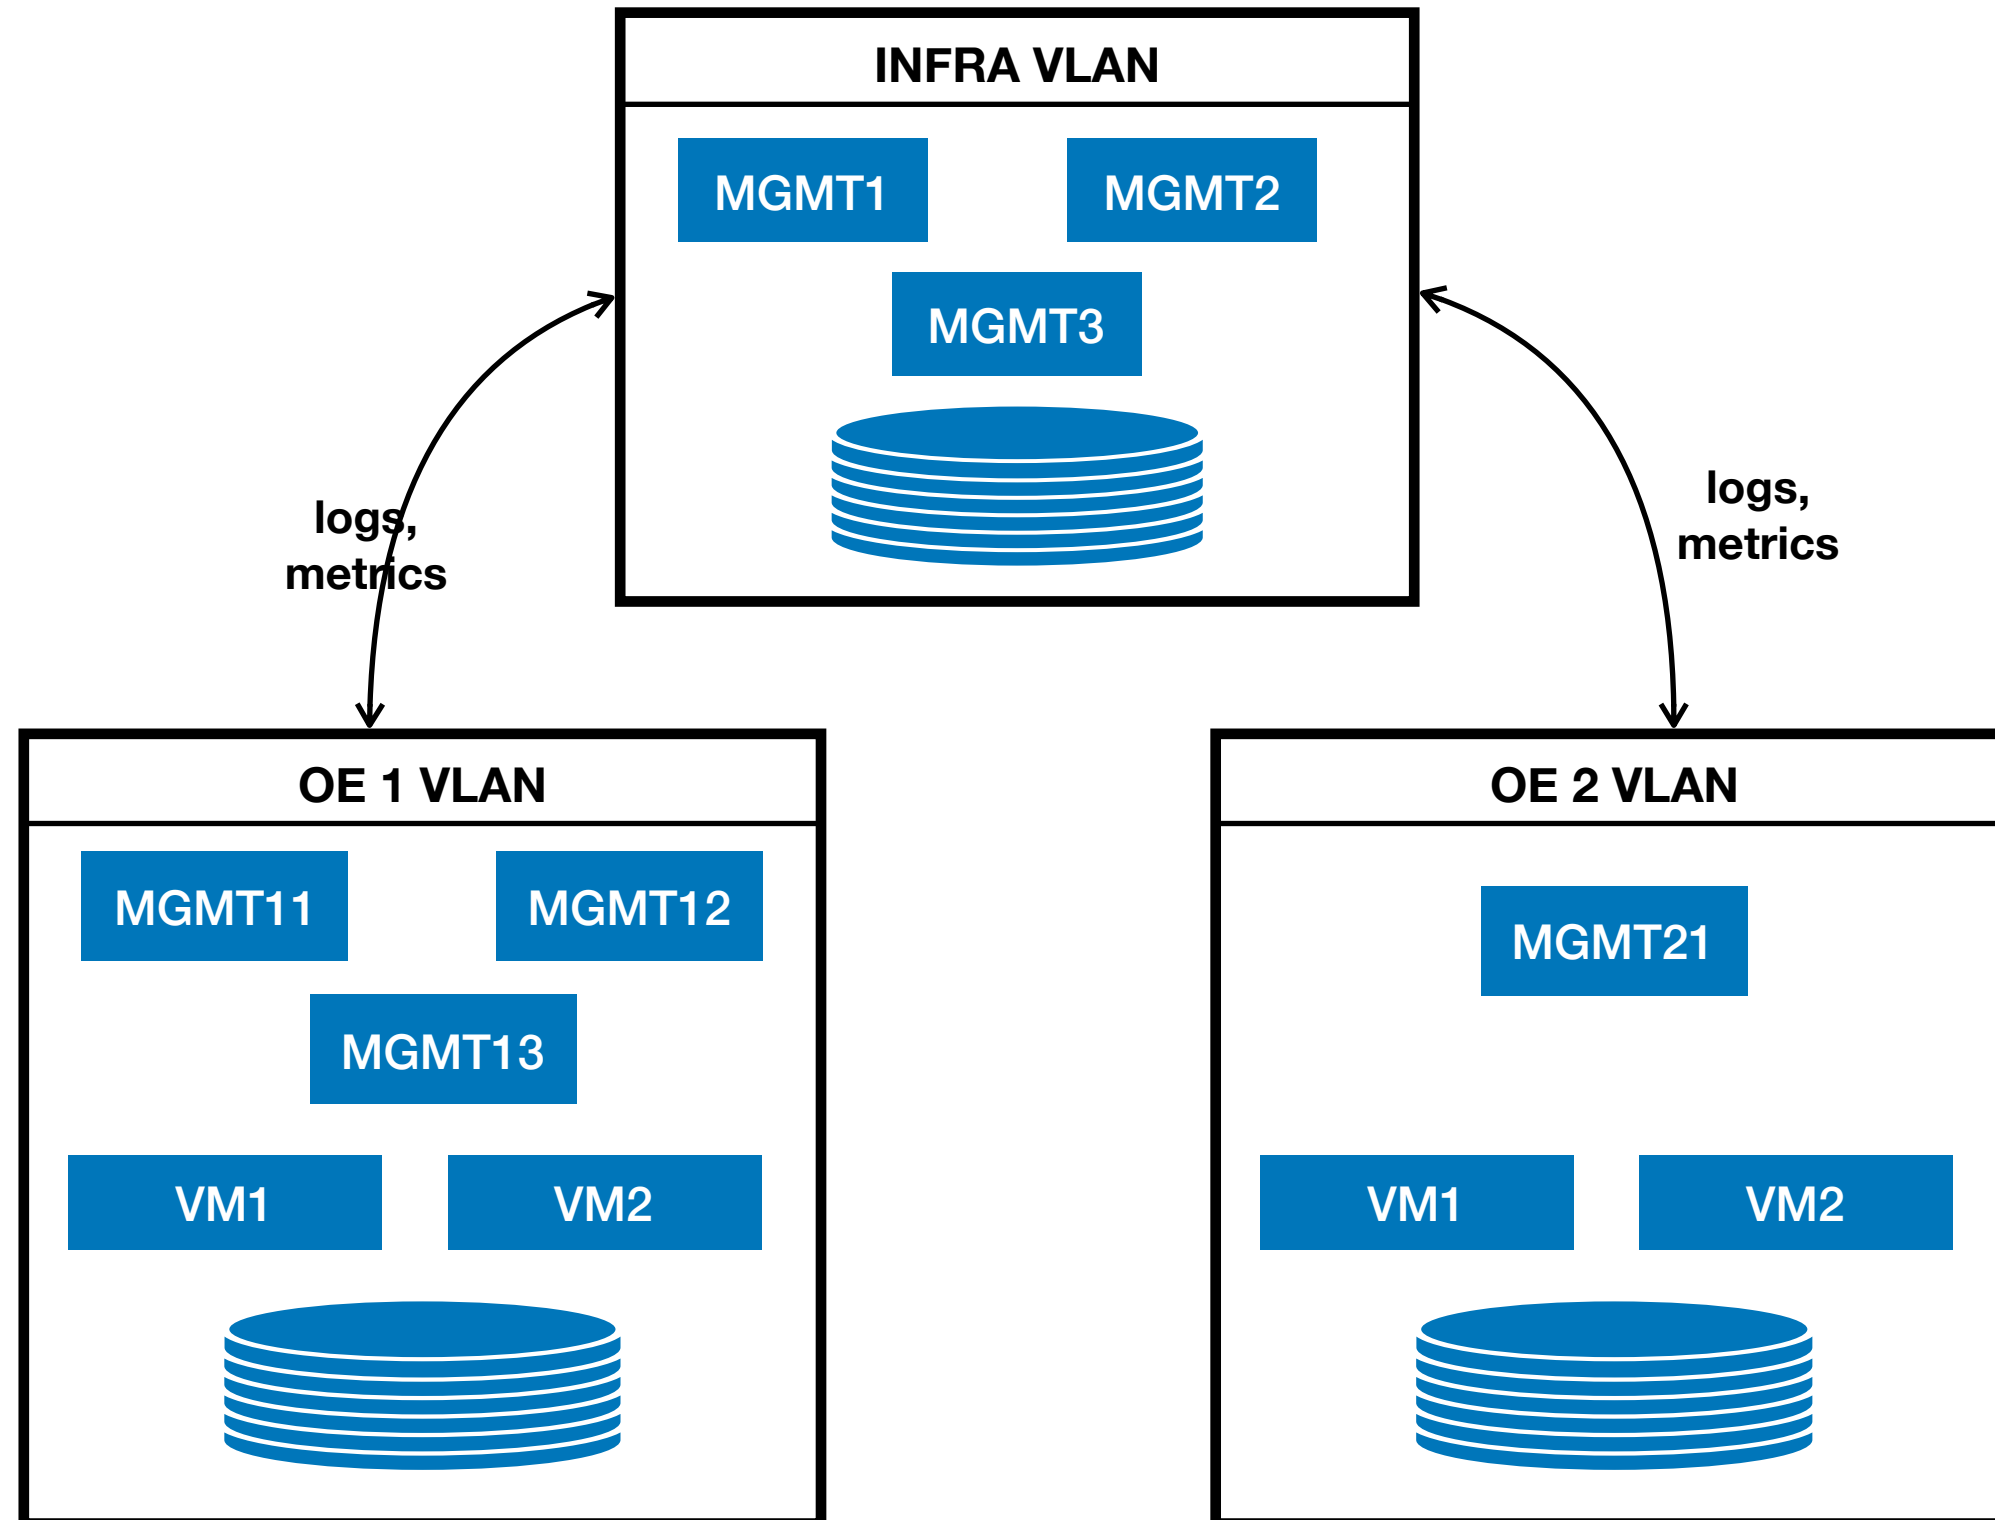 INFRA VLAN
MGMT1
MGMT2
MGMT3
logs,
metrics
logs,
metrics
OE 1 VLAN
MGMT11
MGMT12
MGMT13
VM1
VM2
OE 2 VLAN
MGMT21
VM1
VM2